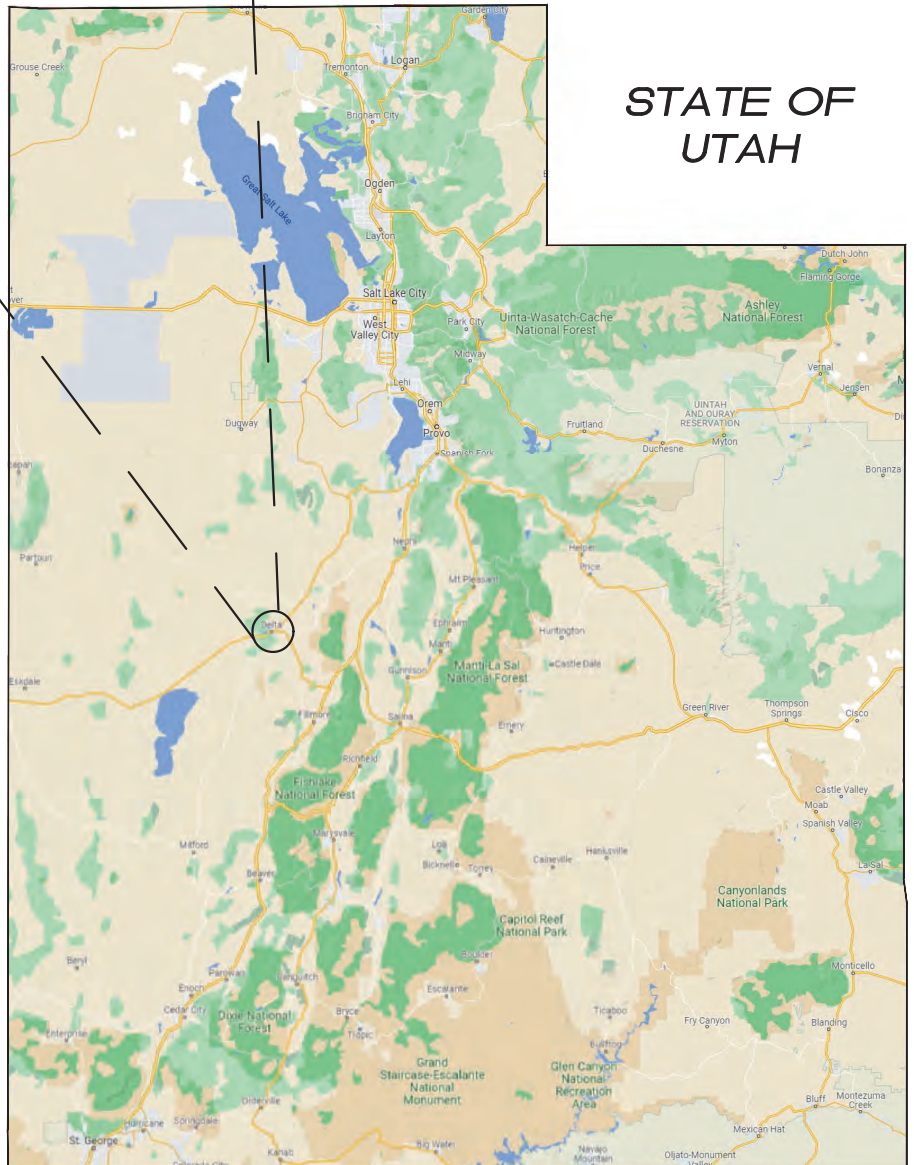 STATE OF
UTAH
Garden City
Grouse Creek
Tremonton
Logan
Brigham City
Great Salt Lake
Ogden
Layton
Dutch John
Flaming Gorge
Salt Lake City
West
Valley City
Park City
Uinta-Wasatch-Cache
National Forest
Ashley
National Forest
Midway
Vernal
Jensen
Lehi
Orem
Provo
Dugway
Spanish Fork
UINTAH
AND OURAY
RESERVATION
Fruitland
Duchesne
Myton
Bonanza
Partoun
Nephi
Helper
Price
Mt Pleasant
Delta
Ephraim
Manti
Huntington
Manti-La Sal
National Forest
Castle Dale
Gunnison
Eskdale
Fillmore
Salina
Emery
Green River
Thompson
Springs
Cisco
Richfield
Fishlake
National Forest
Castle Valley
Moab
Spanish Valley
Marysvale
Milford
Loa
Bicknell
Torrey
Caineville
Hanksville
La Sal
Beaver
Canyonlands
National Park
Capitol Reef
National Park
Boulder
Beryl
Parowan
Panguitch
Monticello
Enoch
Escalante
Cedar City
Dixie National
Forest
Bryce
Tropic
Ticaboo
Fry Canyon
Blanding
Enterprise
Bullfrog
Grand
Staircase-Escalante
National
Monument
Glen Canyon
National
Recreation
Area
Orderville
Bluff
Montezuma
Creek
Hurricane
Springdale
St. George
Kanab
Big Water
Mexican Hat
Navajo
Mountain
Oljato-Monument